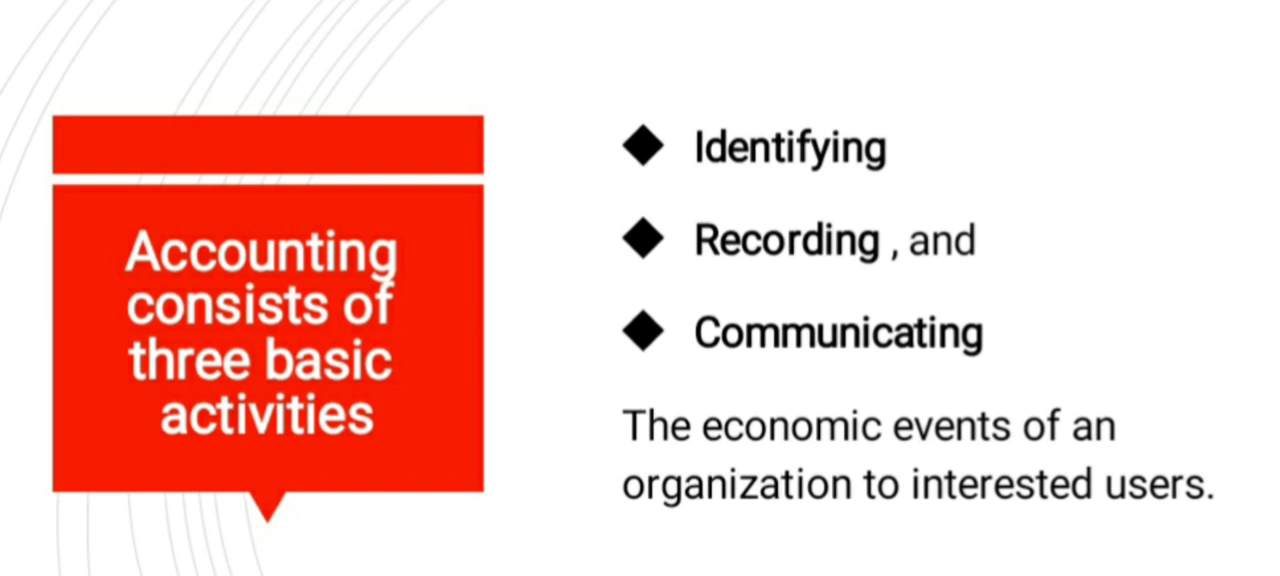 Accounting
consists of
three basic
activities
Identifying
Recording , and
Communicating
The economic events of an
organization to interested users.